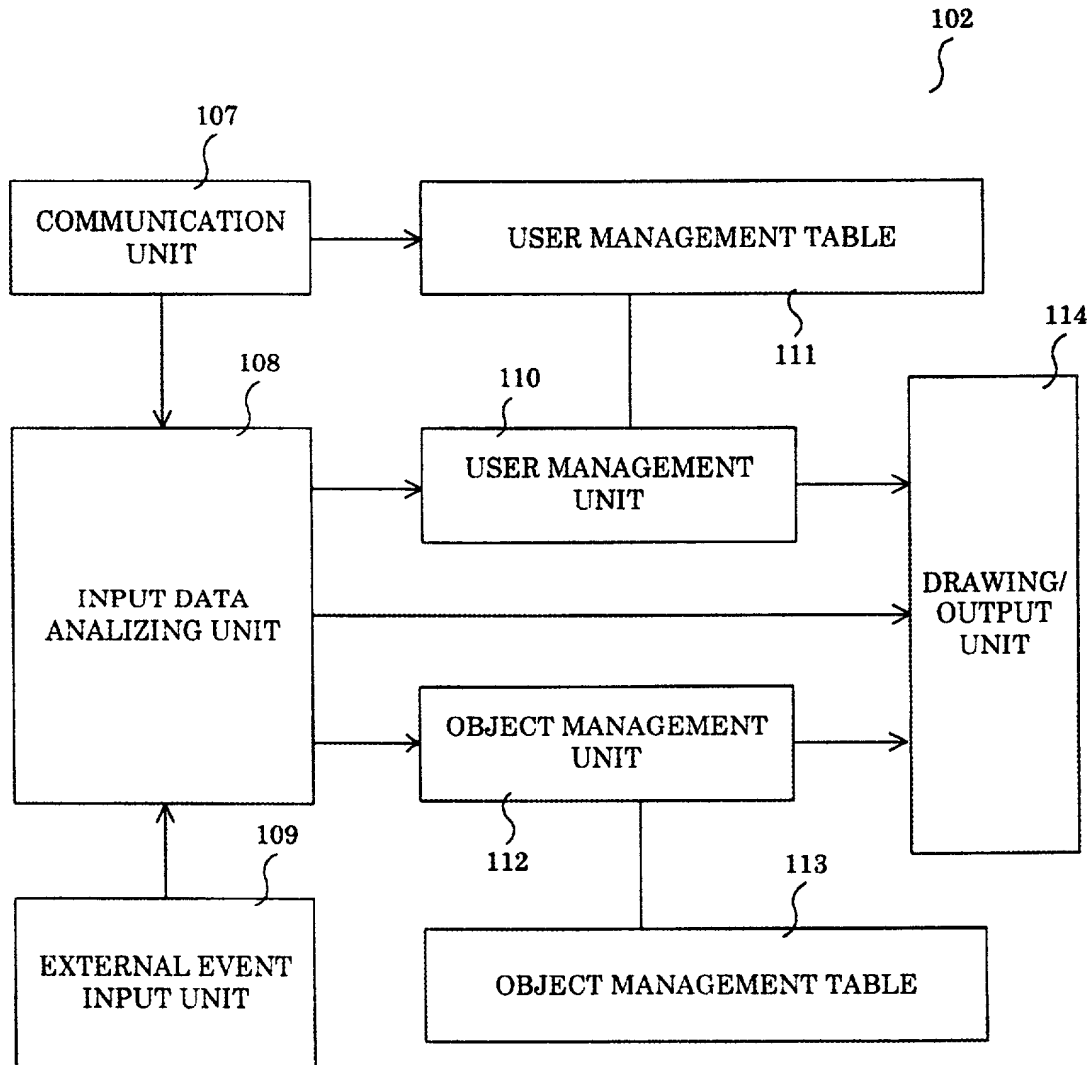 102
107
COMMUNICATION
UNIT
USER MANAGEMENT TABLE
111
114
108
110
USER MANAGEMENT
UNIT
INPUT DATA
ANALIZING UNIT
DRAWING/
OUTPUT
UNIT
OBJECT MANAGEMENT
UNIT
112
109
113
EXTERNAL EVENT
INPUT UNIT
OBJECT MANAGEMENT TABLE